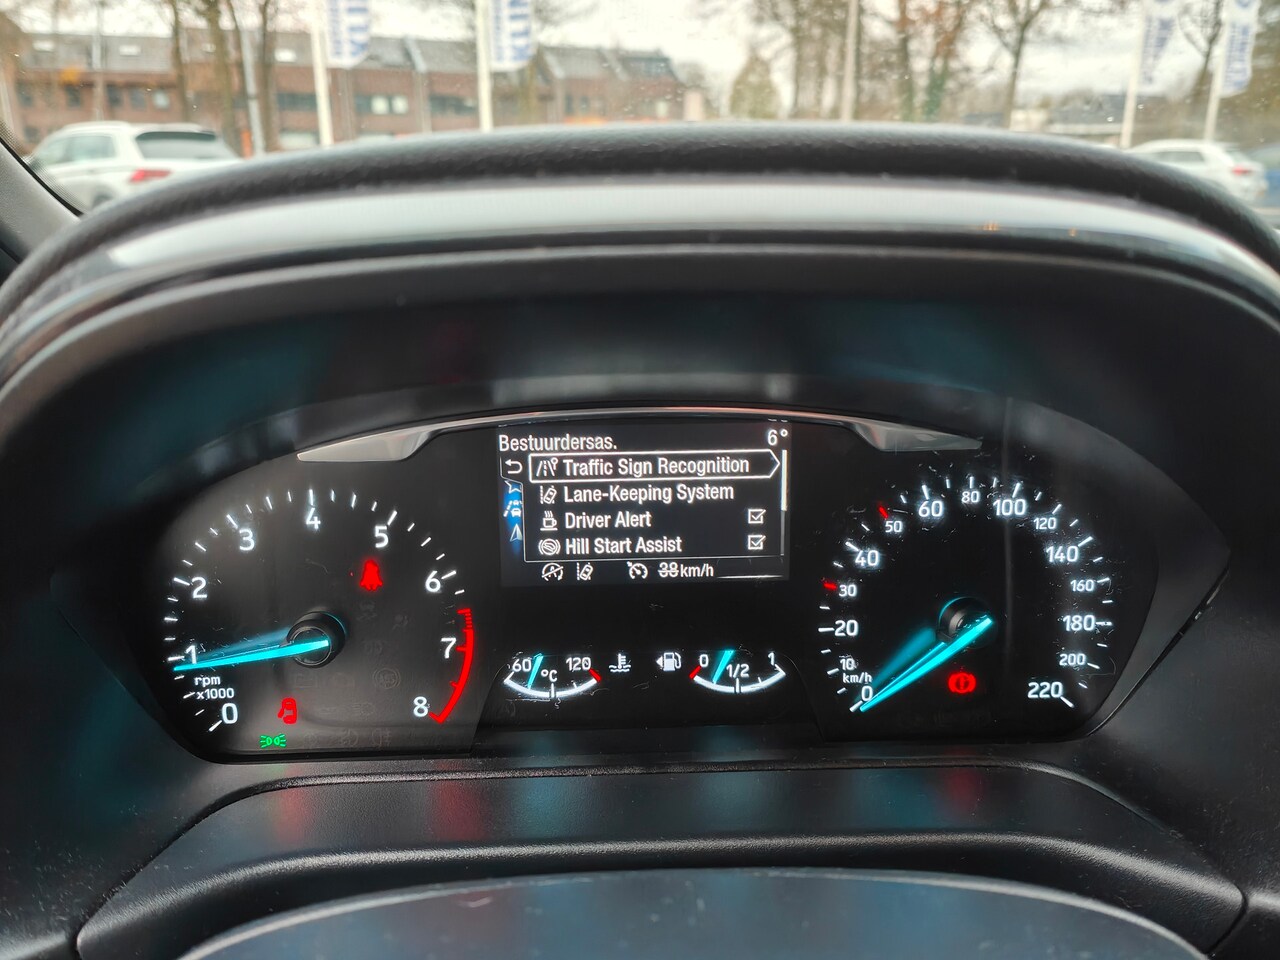 Bestuurdersas. 6°
Traffic Sign Recognition
Lane-Keeping System
Driver Alert
Hill Start Assist
38 km/h
0 1 2 3 4 5 6 7 8
rpm
x1000
60 °C 120
0 1/2 1
0 10 20 30 40 50 60 80 100 120 140 160 180 200 220
km/h